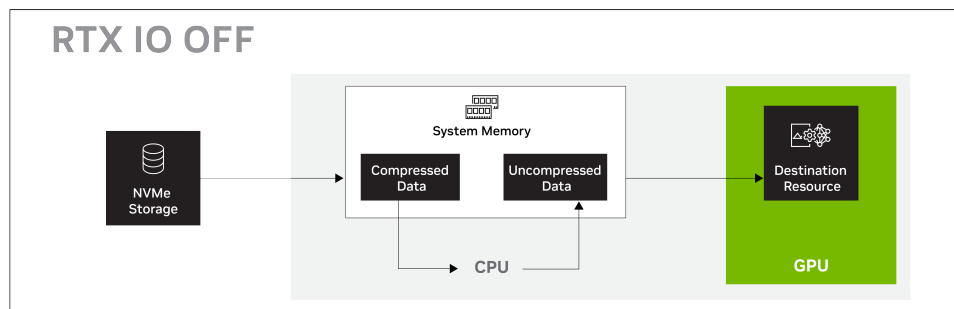 RTX IO OFF
System Memory
NVMe
Storage
Compressed
Data
Uncompressed
Data
Destination
Resource
CPU
GPU